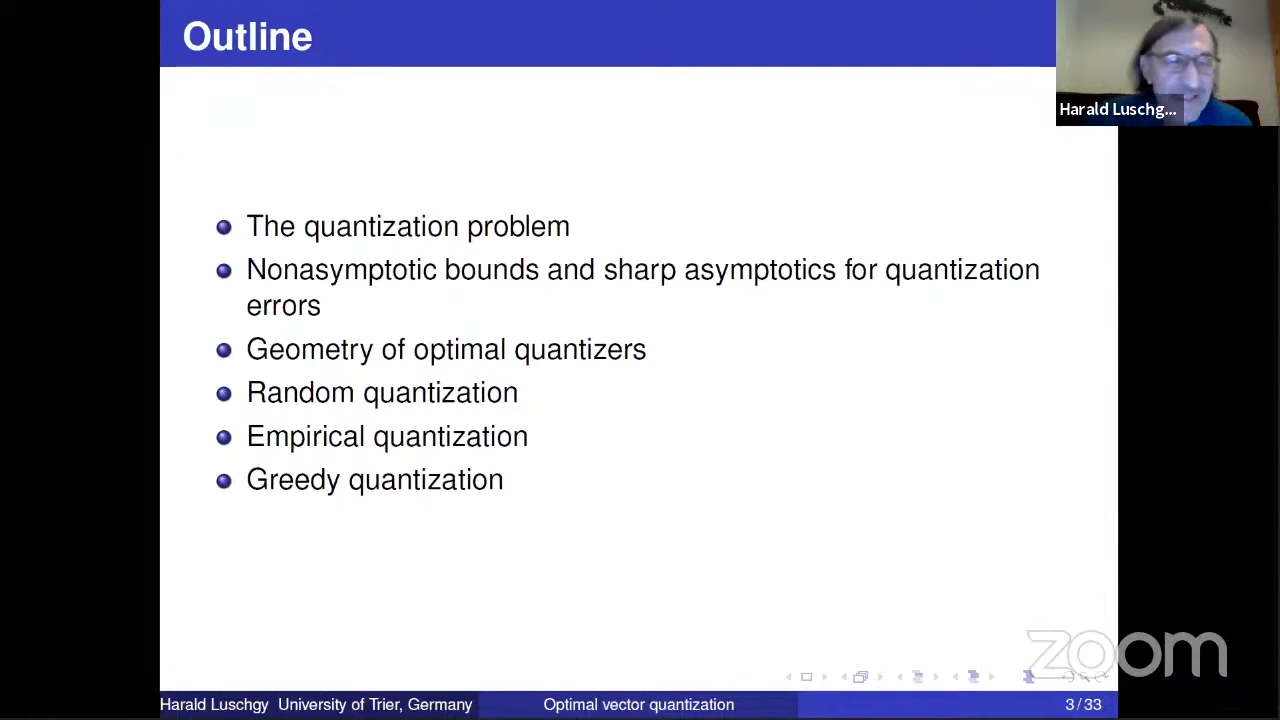 Outline
Harald Luschg...
The quantization problem
Nonasymptotic bounds and sharp asymptotics for quantization
errors
Geometry of optimal quantizers
Random quantization
Empirical quantization
Greedy quantization
zoom
Harald Luschgy University of Trier, Germany
Optimal vector quantization
3 / 33